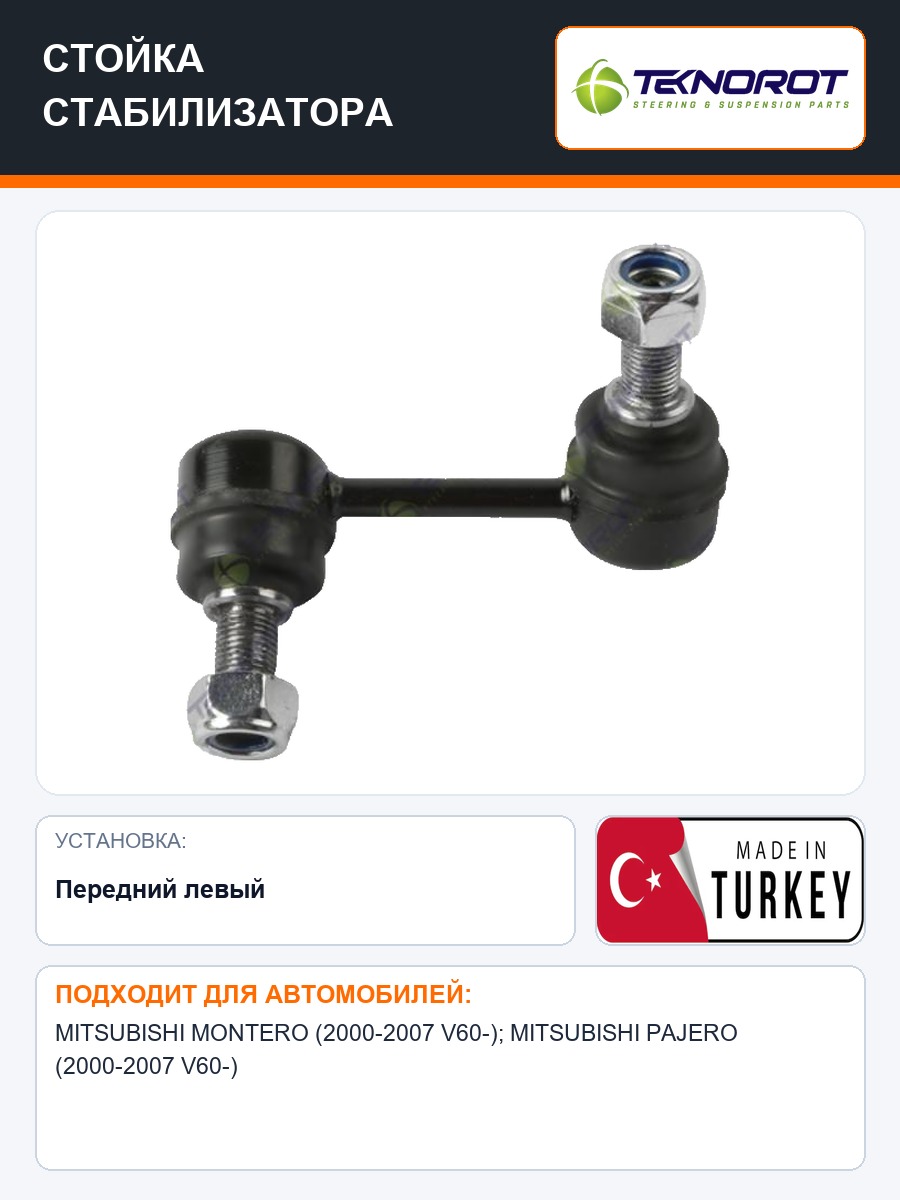 СТОЙКА
СТАБИЛИЗАТОРА
TEKNOROT
STEERING & SUSPENSION PARTS
УСТАНОВКА:
Передний левый
MADE IN
TURKEY
ПОДХОДИТ ДЛЯ АВТОМОБИЛЕЙ:
MITSUBISHI MONTERO (2000-2007 V60-); MITSUBISHI PAJERO
(2000-2007 V60-)